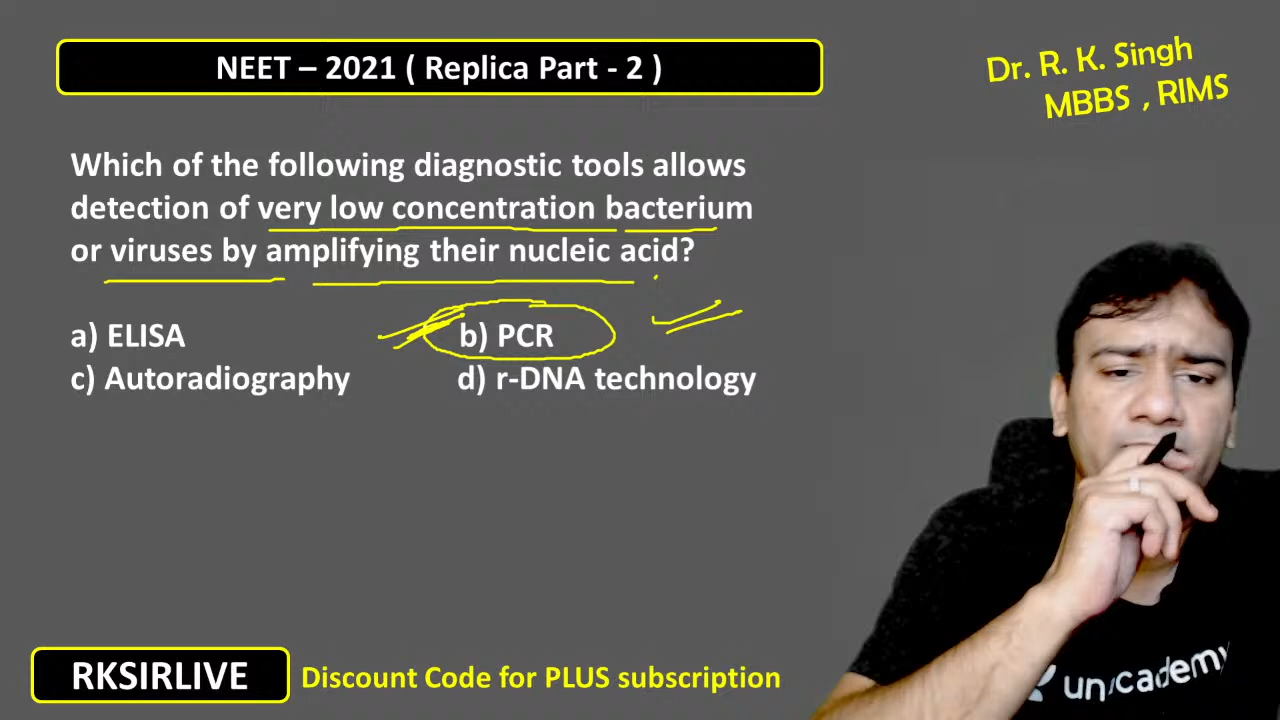 NEET – 2021 ( Replica Part - 2 )
Dr. R. K. Singh
MBBS , RIMS
Which of the following diagnostic tools allows
detection of very low concentration bacterium
or viruses by amplifying their nucleic acid?
a) ELISA b) PCR
c) Autoradiography d) r-DNA technology
RKSIRLIVE Discount Code for PLUS subscription
unacademy